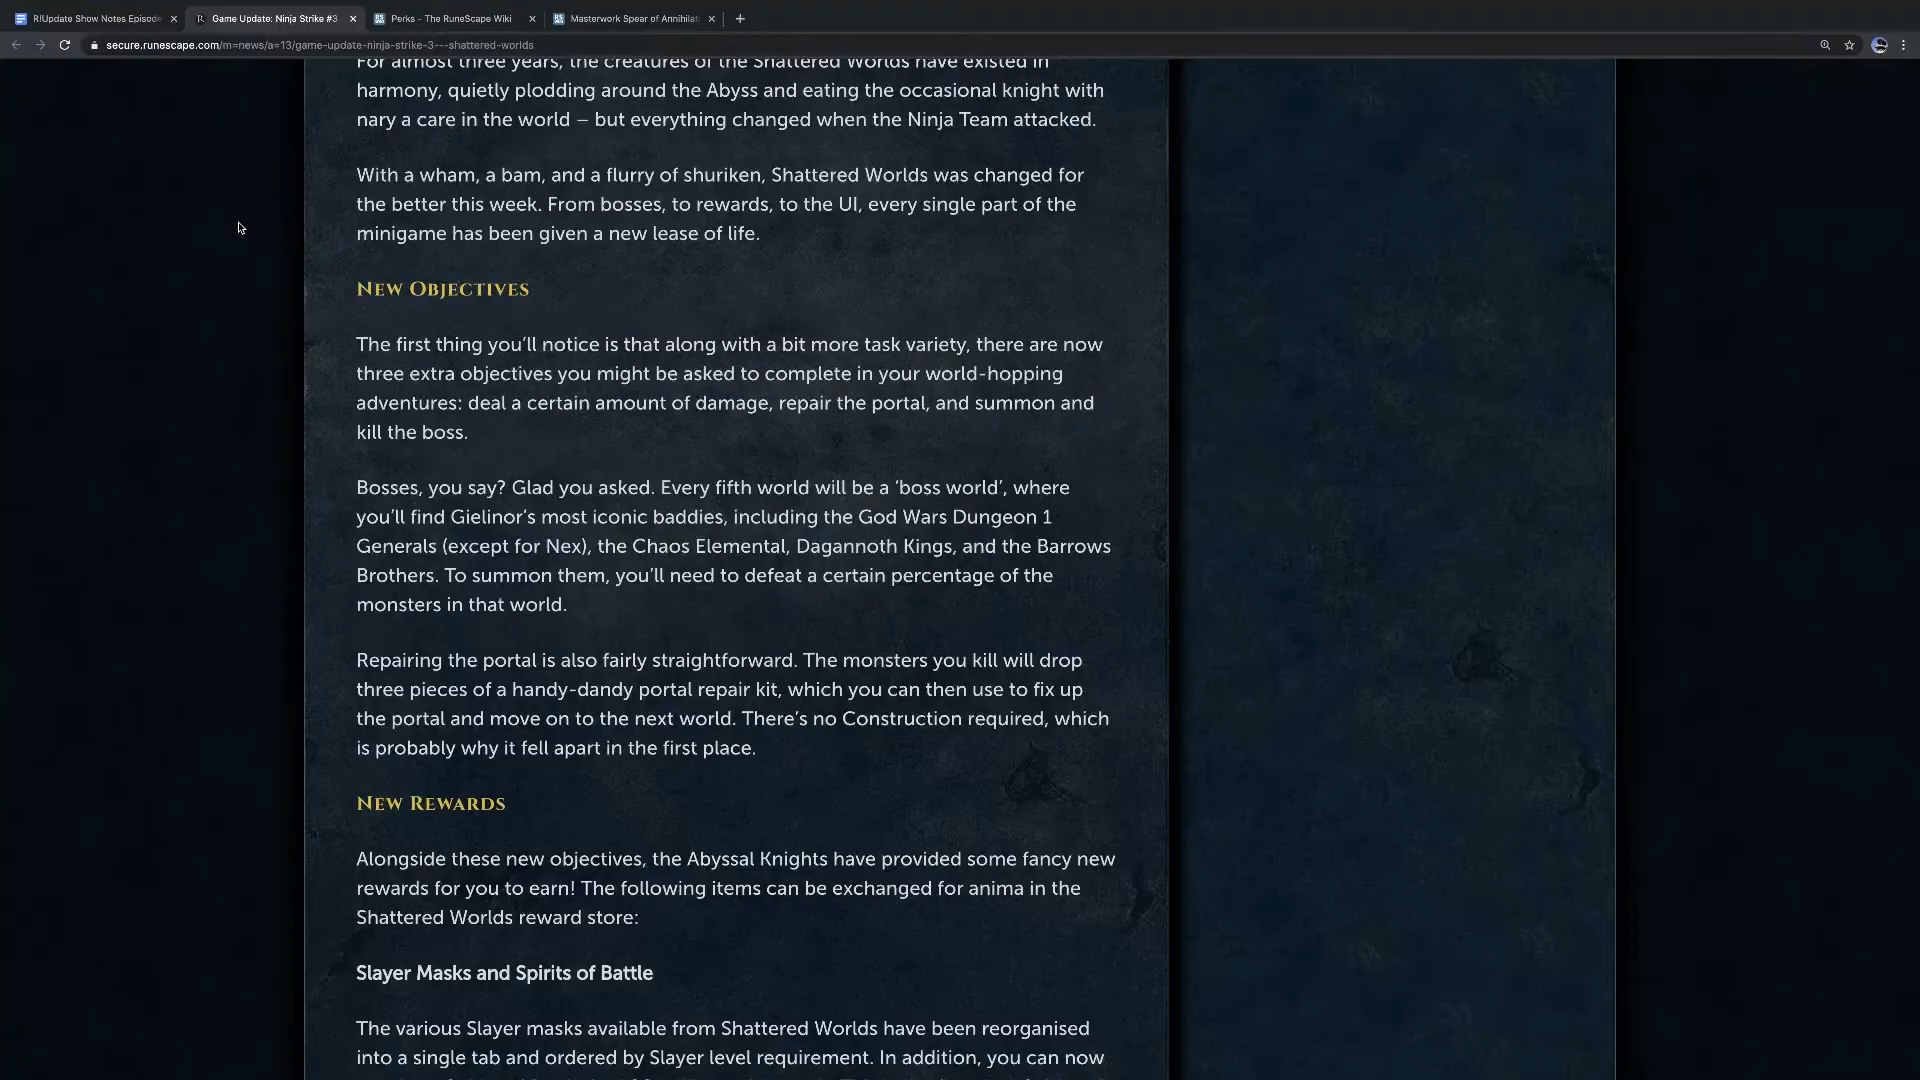 R!Update Show Notes Episode
Game Update: Ninja Strike #3
Perks - The RuneScape Wiki
Masterwork Spear of Annihilat
secure.runescape.com/m=news/a=13/game-update-ninja-strike-3---shattered-worlds
For almost three years, the creatures of the Shattered Worlds have existed in
harmony, quietly plodding around the Abyss and eating the occasional knight with
nary a care in the world – but everything changed when the Ninja Team attacked.
With a wham, a bam, and a flurry of shuriken, Shattered Worlds was changed for
the better this week. From bosses, to rewards, to the UI, every single part of the
minigame has been given a new lease of life.
New Objectives
The first thing you'll notice is that along with a bit more task variety, there are now
three extra objectives you might be asked to complete in your world-hopping
adventures: deal a certain amount of damage, repair the portal, and summon and
kill the boss.
Bosses, you say? Glad you asked. Every fifth world will be a 'boss world', where
you'll find Gielinor's most iconic baddies, including the God Wars Dungeon 1
Generals (except for Nex), the Chaos Elemental, Dagannoth Kings, and the Barrows
Brothers. To summon them, you'll need to defeat a certain percentage of the
monsters in that world.
Repairing the portal is also fairly straightforward. The monsters you kill will drop
three pieces of a handy-dandy portal repair kit, which you can then use to fix up
the portal and move on to the next world. There's no Construction required, which
is probably why it fell apart in the first place.
New Rewards
Alongside these new objectives, the Abyssal Knights have provided some fancy new
rewards for you to earn! The following items can be exchanged for anima in the
Shattered Worlds reward store:
Slayer Masks and Spirits of Battle
The various Slayer masks available from Shattered Worlds have been reorganised
into a single tab and ordered by Slayer level requirement. In addition, you can now